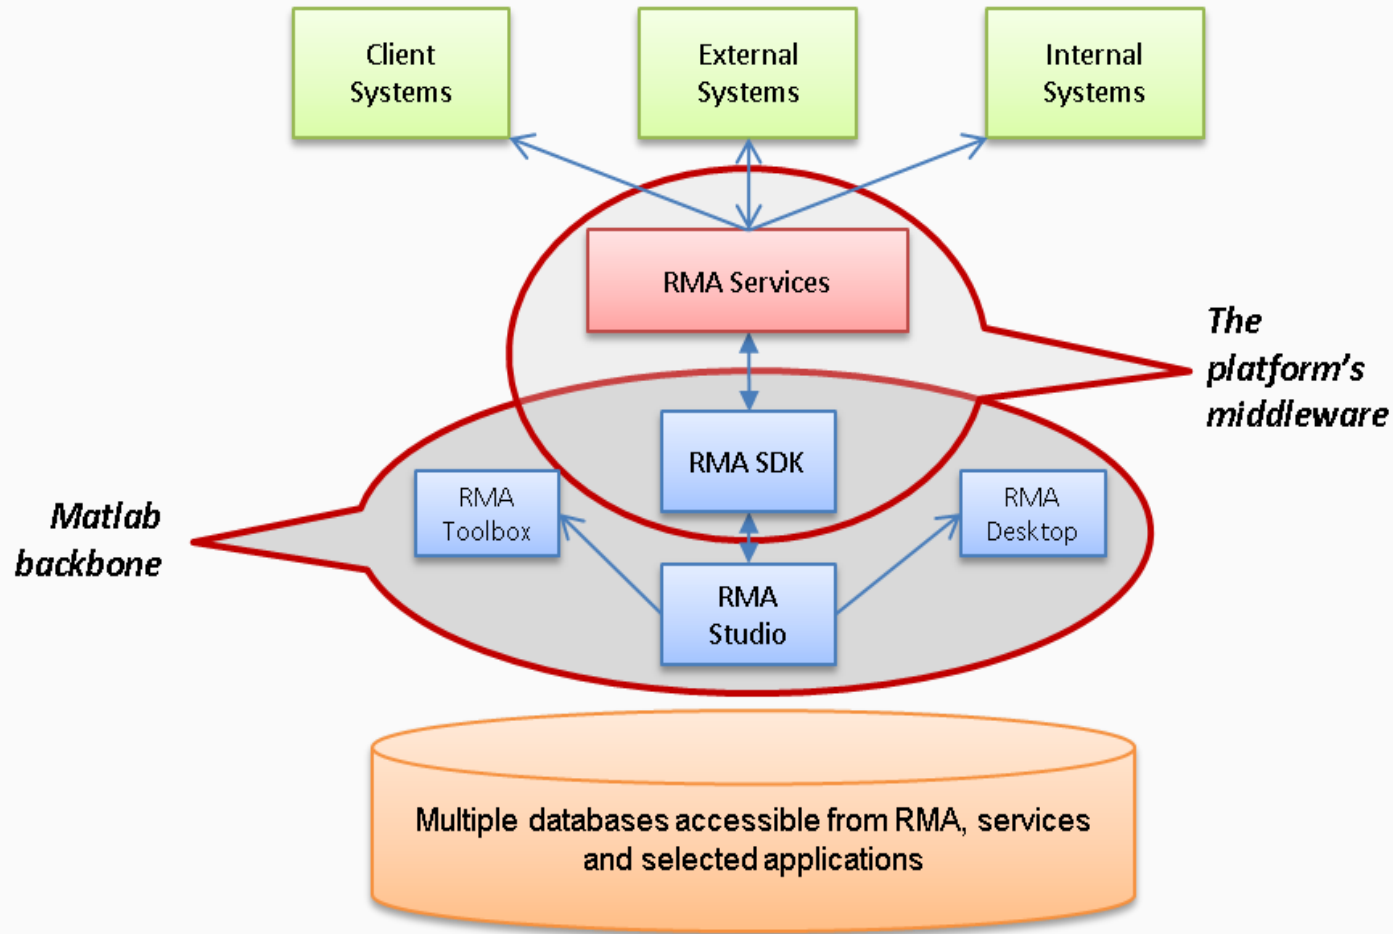 Client
Systems
External
Systems
Internal
Systems
RMA Services
The
platform's
middleware
RMA SDK
RMA
Toolbox
RMA
Desktop
Matlab
backbone
RMA
Studio
Multiple databases accessible from RMA, services
and selected applications